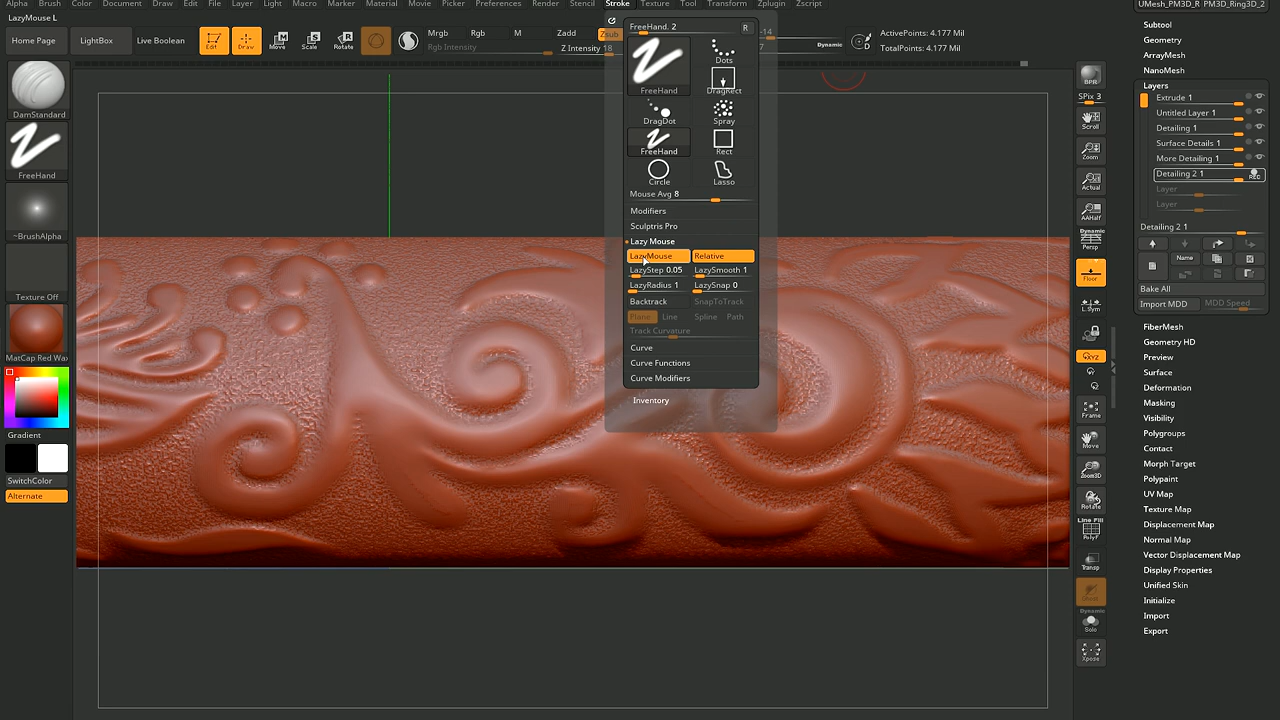 Alpha Brush Color Document Draw Edit File Layer Light Macro Marker Material Movie Picker Preferences Render Stencil Stroke Texture Tool Transform Zplugin Zscript
UMesh_PM3D_R PM3D_Ring3D_2
LazyMouse L
Home Page
LightBox
Live Boolean
Edit
Draw
Move
Scale
Rotate
Mrgb Rgb M
Rgb Intensity
Zadd Zsub
Z Intensity 18
-14
Dynamic
ActivePoints: 4.177 Mil
TotalPoints: 4.177 Mil
DamStandard
FreeHand
~BrushAlpha
Texture Off
MatCap Red Wax
Gradient
SwitchColor
Alternate
FreeHand. 2
R
FreeHand
Dots
DragRect
DragDot
Spray
FreeHand
Rect
Circle
Lasso
Mouse Avg 8
Modifiers
Sculptris Pro
Lazy Mouse
LazyMouse Relative
LazyStep 0.05 LazySmooth 1
LazyRadius 1 LazySnap 0
Backtrack SnapToTrack
Plane Line Spline Path
Track Curvature
Curve
Curve Functions
Curve Modifiers
Inventory
BPR
SPix 3
Scroll
Zoom
Actual
AAHalf
Dynamic
Persp
Floor
L.Sym
XYZ
Frame
Move
Zoom3D
Rotate
Line Fill
PolyF
Transp
Ghost
Dynamic
Solo
Xpose
Subtool
Geometry
ArrayMesh
NanoMesh
Layers
Extrude 1
Untitled Layer 1
Detailing 1
Surface Details 1
More Detailing 1
Detailing 2 1
REC
Layer
Layer
Detailing 2 1
Name
Bake All
Import MDD MDD Speed
FiberMesh
Geometry HD
Preview
Surface
Deformation
Masking
Visibility
Polygroups
Contact
Morph Target
Polypaint
UV Map
Texture Map
Displacement Map
Normal Map
Vector Displacement Map
Display Properties
Unified Skin
Initialize
Import
Export